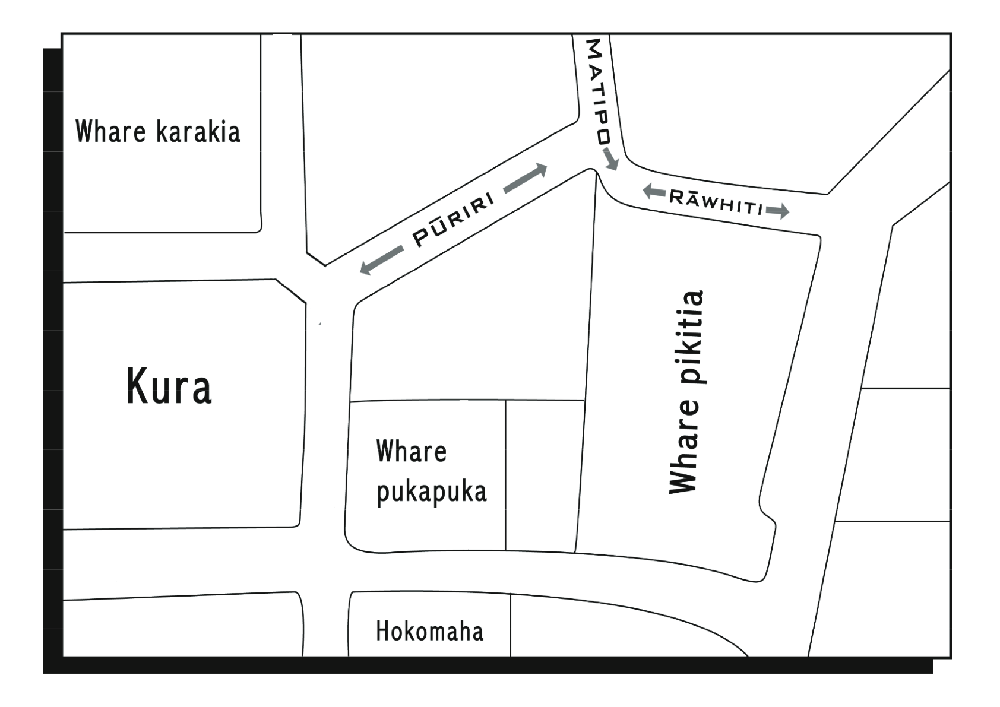 MATIPO
Whare karakia
RĀWHITI
PŪRIRI
Whare pikitia
Kura
Whare
pukapuka
Hokomaha